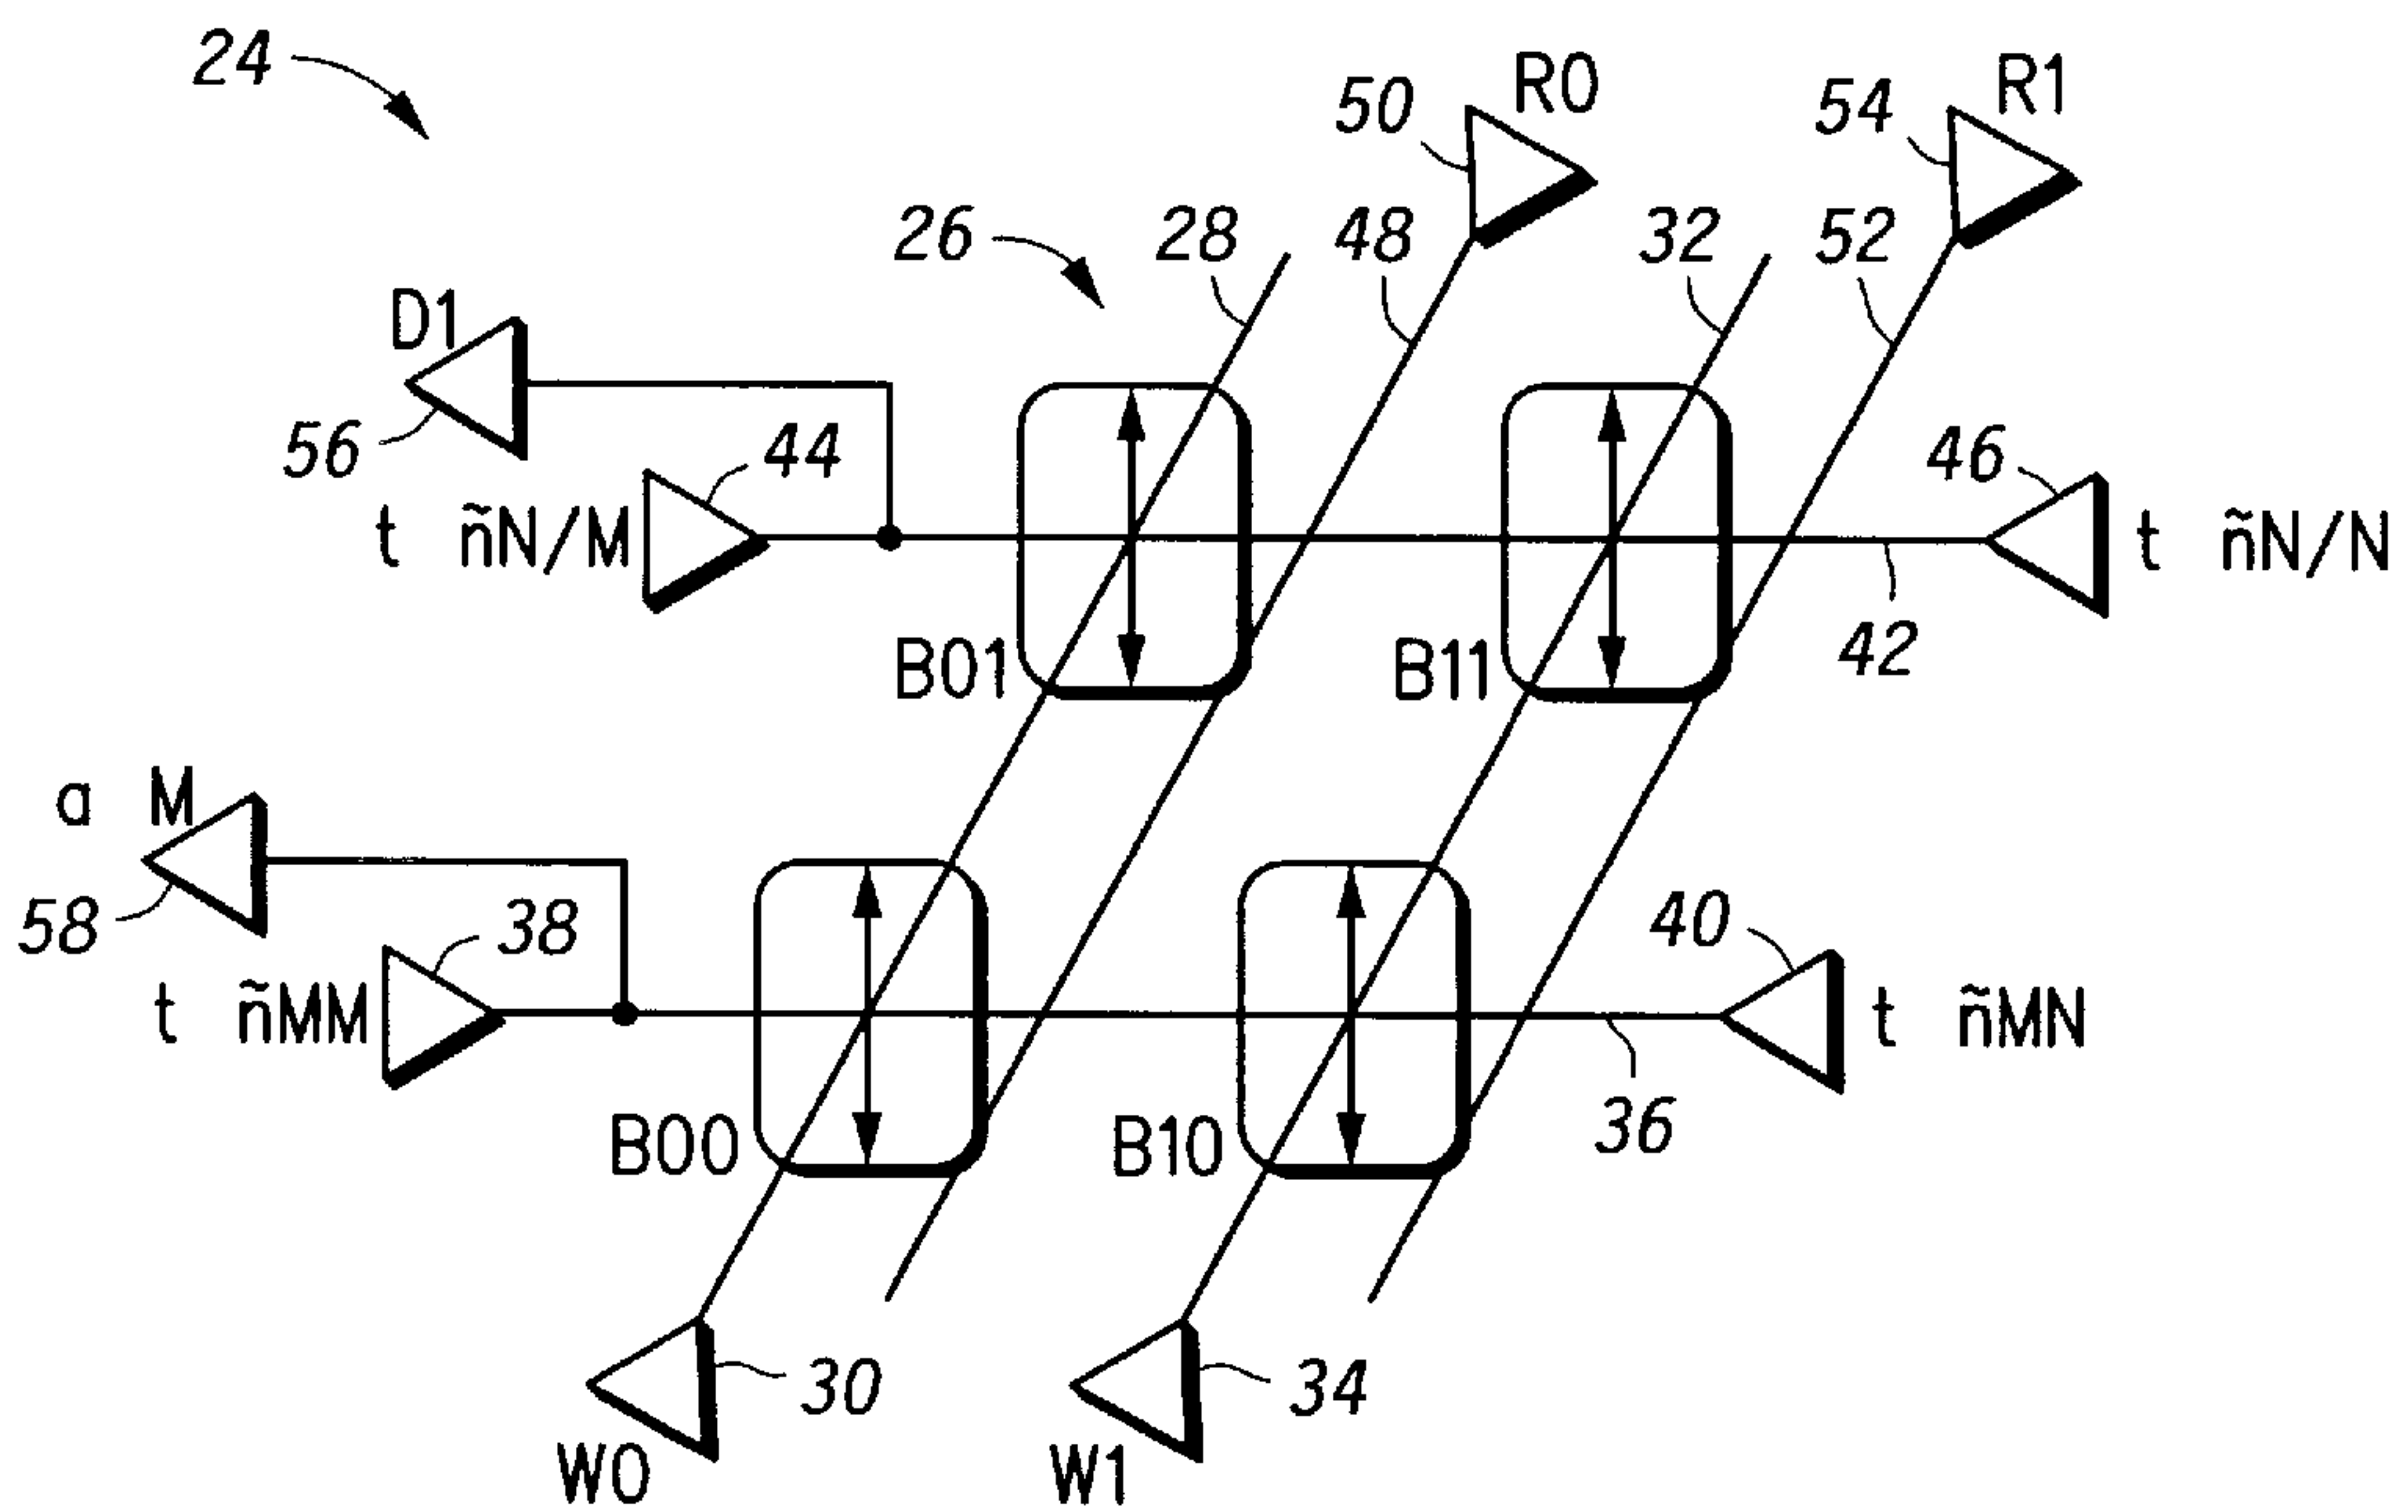 24
50 R0
54 R1
26 28 48 32 52
D1
56
44
46
t ñN/M
t ñN/N
B01
B11
42
a M
58
38
40
t ñMM
t ñMN
B00
B10
36
30
34
W0
W1